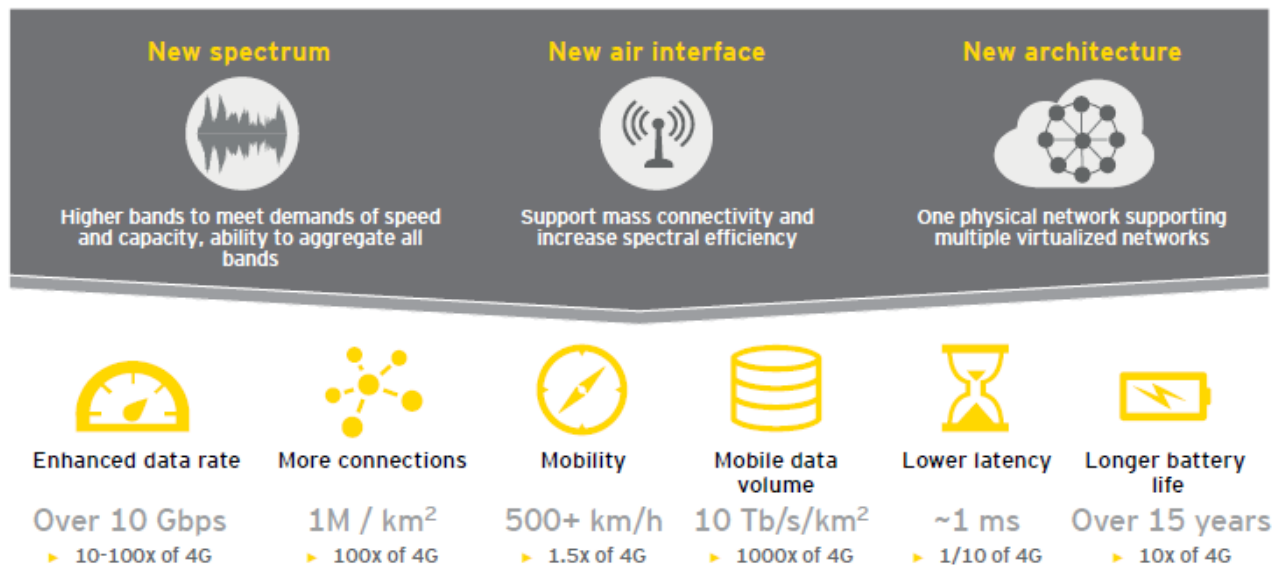 New spectrum
Higher bands to meet demands of speed
and capacity, ability to aggregate all
bands
New air interface
Support mass connectivity and
increase spectral efficiency
New architecture
One physical network supporting
multiple virtualized networks
Enhanced data rate
Over 10 Gbps
► 10-100x of 4G
More connections
1M / km²
► 100x of 4G
Mobility
500+ km/h
► 1.5x of 4G
Mobile data
volume
10 Tb/s/km²
► 1000x of 4G
Lower latency
~1 ms
► 1/10 of 4G
Longer battery
life
Over 15 years
► 10x of 4G